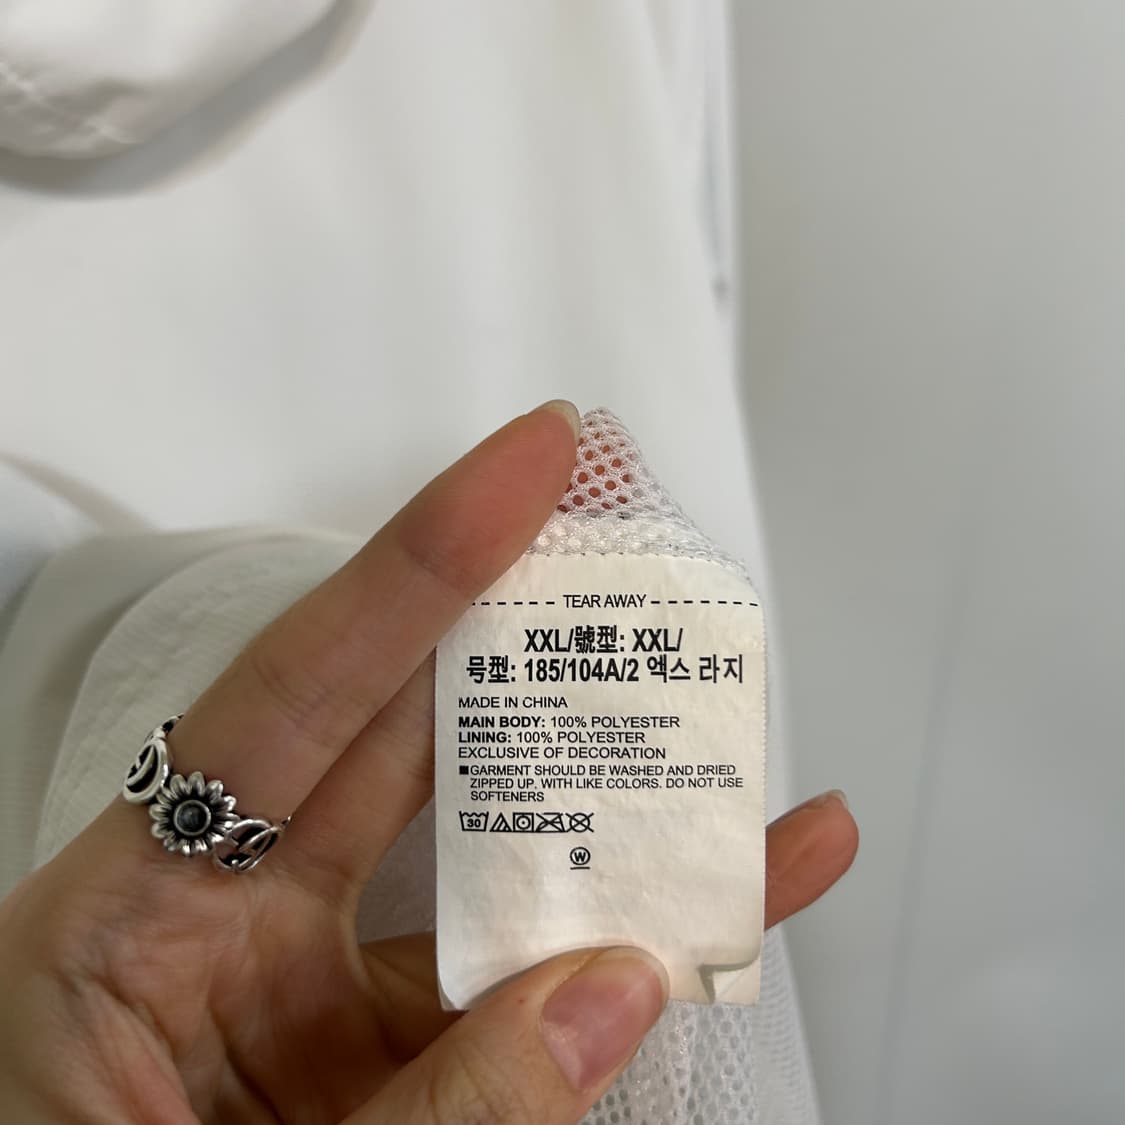 TEAR AWAY
XXL/號型: XXL/
号型: 185/104A/2 엑스 라지
MADE IN CHINA
MAIN BODY: 100% POLYESTER
LINING: 100% POLYESTER
EXCLUSIVE OF DECORATION
■GARMENT SHOULD BE WASHED AND DRIED
ZIPPED UP. WITH LIKE COLORS. DO NOT USE
SOFTENERS
30
W